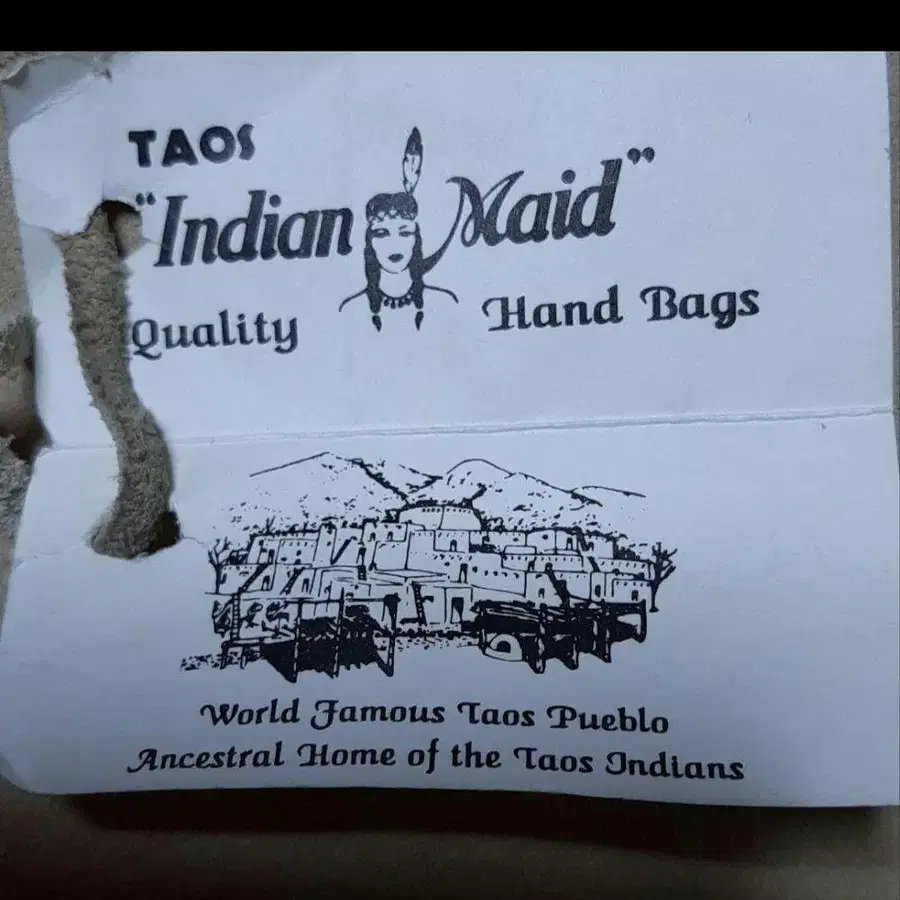 TAOS
"Indian Maid"
Quality Hand Bags
World Famous Taos Pueblo
Ancestral Home of the Taos Indians